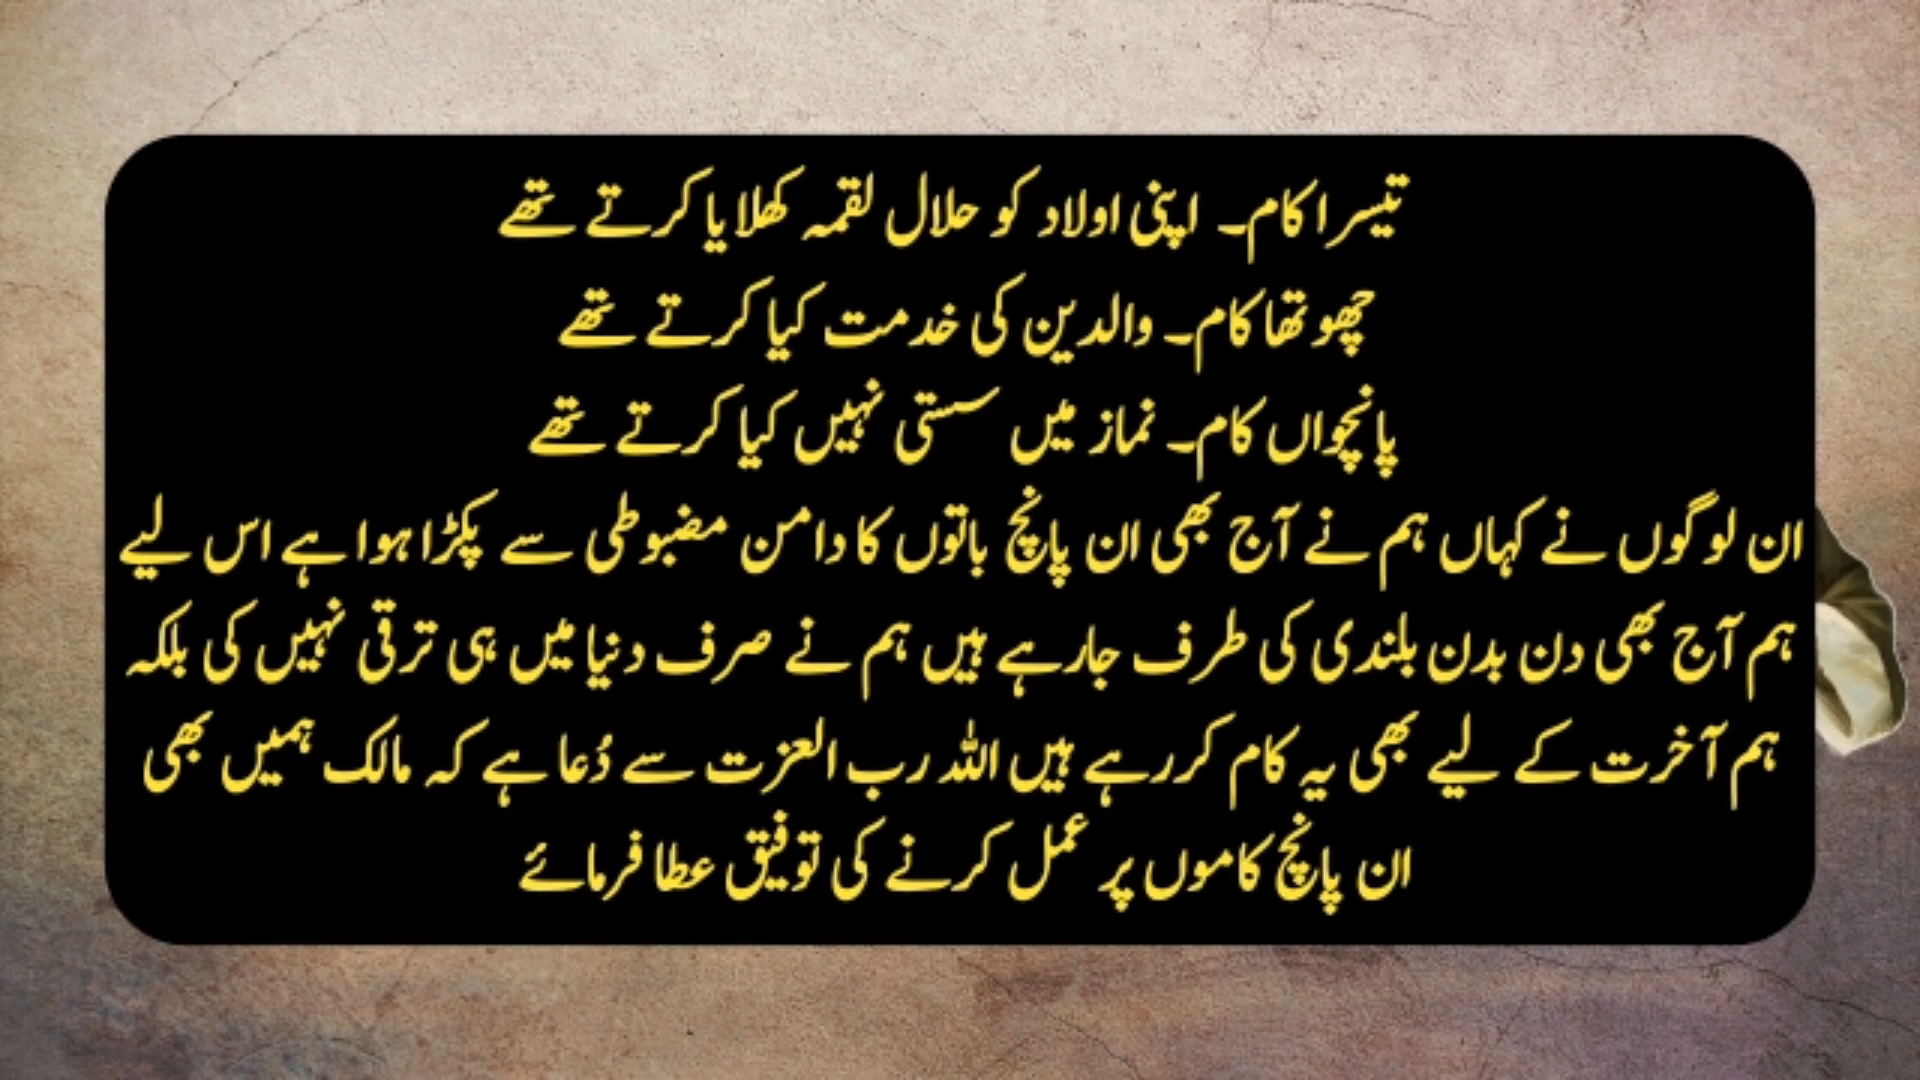 تیسرا کام۔ اپنی اولاد کو حلال لقمہ کھلایا کرتے تھے
چھوتھا کام۔ والدین کی خدمت کیا کرتے تھے
پانچواں کام۔ نماز میں سستی نہیں کیا کرتے تھے
ان لوگوں نے کہاں ہم نے آج بھی ان پانچ باتوں کا دامن مضبوطی سے پکڑا ہوا ہے اس لیے
ہم آج بھی دن بدن بلندی کی طرف جارہے ہیں ہم نے صرف دنیا میں ہی ترقی نہیں کی بلکہ
ہم آخرت کے لیے بھی یہ کام کررہے ہیں اللہ رب العزت سے دُعا ہے کہ مالک ہمیں بھی
ان پانچ کاموں پر عمل کرنے کی توفیق عطا فرمائے